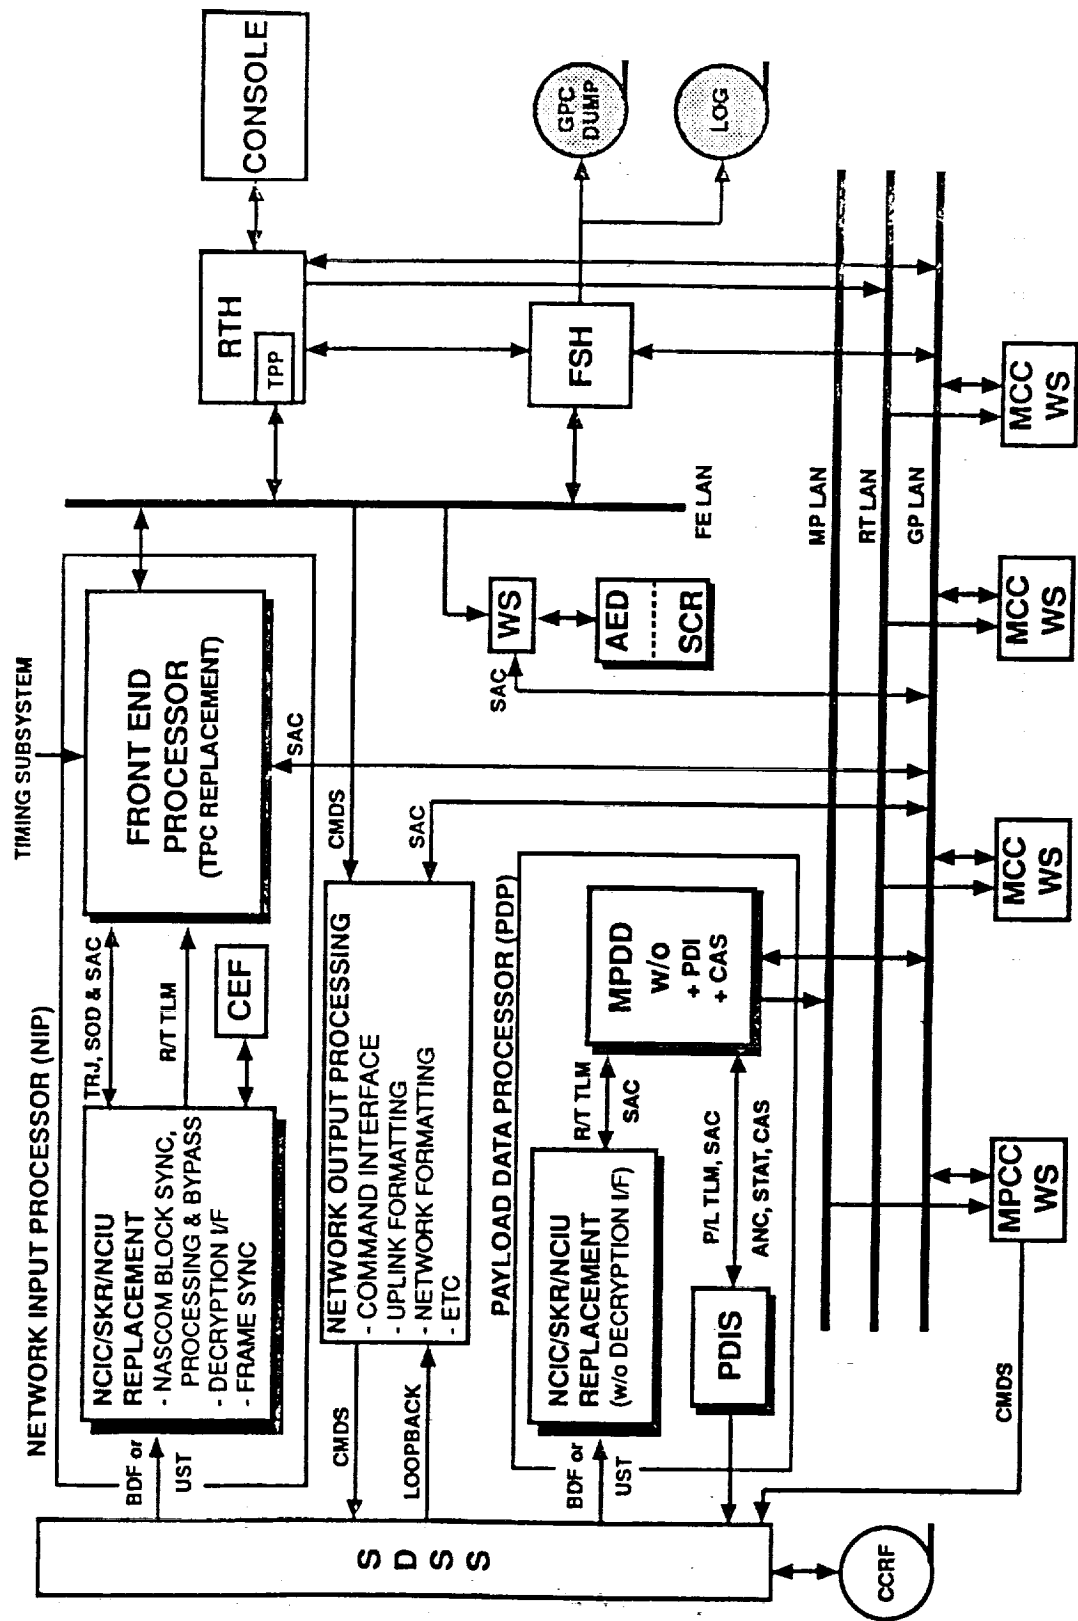 NETWORK INPUT PROCESSOR (NIP)
TIMING SUBSYSTEM
BDF or
UST
NCIC/SKR/NCIU
REPLACEMENT
- NASCOM BLOCK SYNC,
PROCESSING & BYPASS
- DECRYPTION I/F
- FRAME SYNC
TRJ, SOD & SAC
R/T TLM
CEF
FRONT END
PROCESSOR
(TPC REPLACEMENT)
SAC
RTH
TPP
CONSOLE
SDSS
CMDS
LOOPBACK
NETWORK OUTPUT PROCESSING
- COMMAND INTERFACE
- UPLINK FORMATTING
- NETWORK FORMATTING
- ETC
CMDS
SAC
WS
SAC
AED
SCR
FE LAN
FSH
GPC
DUMP
LOG
PAYLOAD DATA PROCESSOR (PDP)
BDF or
UST
NCIC/SKR/NCIU
REPLACEMENT
(w/o DECRYPTION I/F)
R/T TLM
SAC
MPDD
w/o
+ PDI
+ CAS
PDIS
P/L TLM, SAC
ANC, STAT, CAS
MP LAN
RT LAN
GP LAN
CCRF
CMDS
MPCC
WS
MCC
WS
MCC
WS
MCC
WS